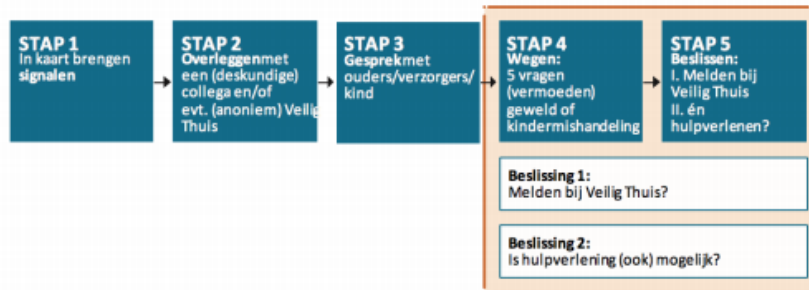 STAP 1
In kaart brengen
signalen
STAP 2
Overleggenmet
een (deskundige)
collega en/of
evt. (anoniem) Veilig
Thuis
STAP 3
Gesprekmet
ouders/verzorgers/
kind
STAP 4
Wegen:
5 vragen
(vermoeden)
geweld of
kindermishandeling
STAP 5
Beslissen:
I. Melden bij
Veilig Thuis
II. én
hulpverlenen?
Beslissing 1:
Melden bij Veilig Thuis?
Beslissing 2:
Is hulpverlening (ook) mogelijk?